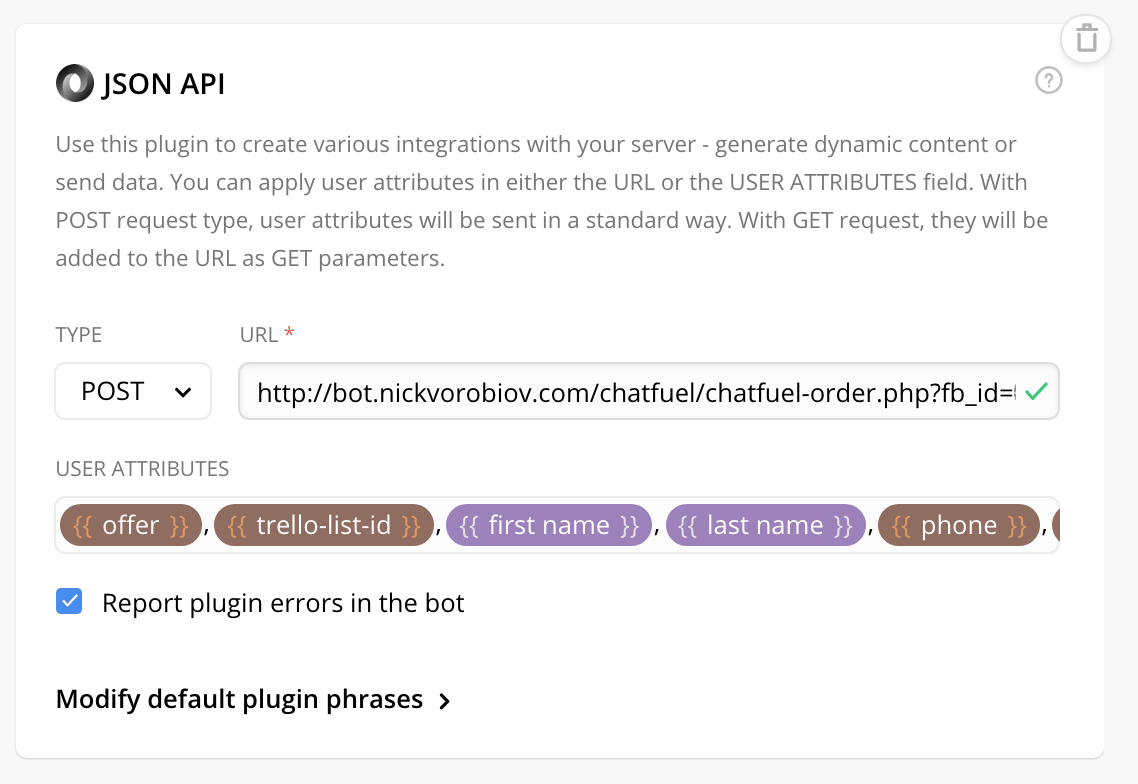 JSON API
?
Use this plugin to create various integrations with your server - generate dynamic content or
send data. You can apply user attributes in either the URL or the USER ATTRIBUTES field. With
POST request type, user attributes will be sent in a standard way. With GET request, they will be
added to the URL as GET parameters.
TYPE URL *
POST http://bot.nickvorobiov.com/chatfuel/chatfuel-order.php?fb_id=
USER ATTRIBUTES
{{ offer }} , {{ trello-list-id }} , {{ first name }} , {{ last name }} , {{ phone }} ,
Report plugin errors in the bot
Modify default plugin phrases